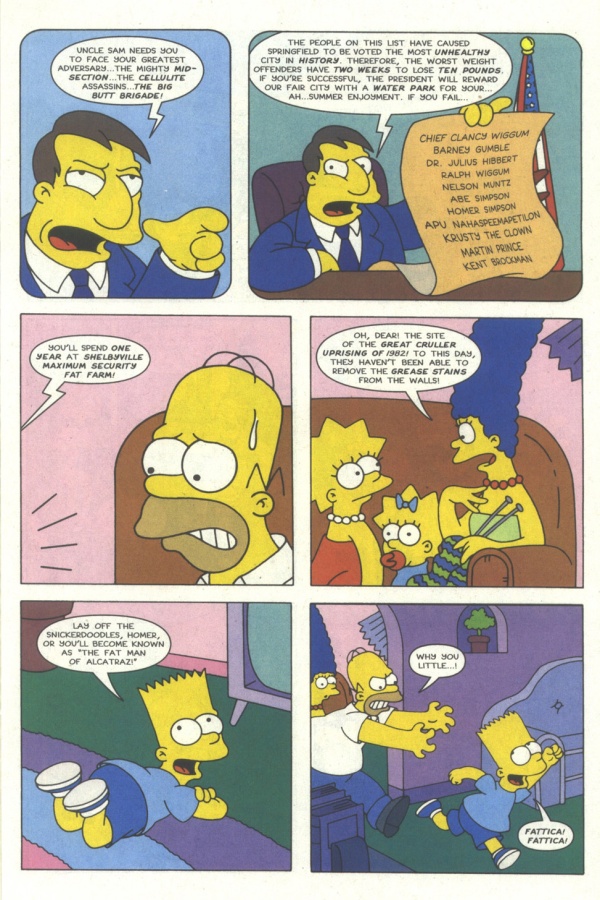 UNCLE SAM NEEDS YOU
TO FACE YOUR GREATEST
ADVERSARY...THE MIGHTY MID-
SECTION...THE CELLULITE
ASSASSINS...THE BIG
BUTT BRIGADE!
THE PEOPLE ON THIS LIST HAVE CAUSED
SPRINGFIELD TO BE VOTED THE MOST UNHEALTHY
CITY IN HISTORY. THEREFORE, THE WORST WEIGHT
OFFENDERS HAVE TWO WEEKS TO LOSE TEN POUNDS.
IF YOU'RE SUCCESSFUL, THE PRESIDENT WILL REWARD
OUR FAIR CITY WITH A WATER PARK FOR YOUR...
AH...SUMMER ENJOYMENT. IF YOU FAIL...
CHIEF CLANCY WIGGUM
BARNEY GUMBLE
DR. JULIUS HIBBERT
RALPH WIGGUM
NELSON MUNTZ
ABE SIMPSON
HOMER SIMPSON
APU NAHASPEEMAPETILON
KRUSTY THE CLOWN
MARTIN PRINCE
KENT BROCKMAN
YOU'LL SPEND ONE
YEAR AT SHELBYVILLE
MAXIMUM SECURITY
FAT FARM!
OH, DEAR! THE SITE
OF THE GREAT CRULLER
UPRISING OF 1982! TO THIS DAY,
THEY HAVEN'T BEEN ABLE TO
REMOVE THE GREASE STAINS
FROM THE WALLS!
LAY OFF THE
SNICKERDOODLES, HOMER,
OR YOU'LL BECOME KNOWN
AS "THE FAT MAN
OF ALCATRAZ!"
WHY YOU
LITTLE...!
FATTICA!
FATTICA!